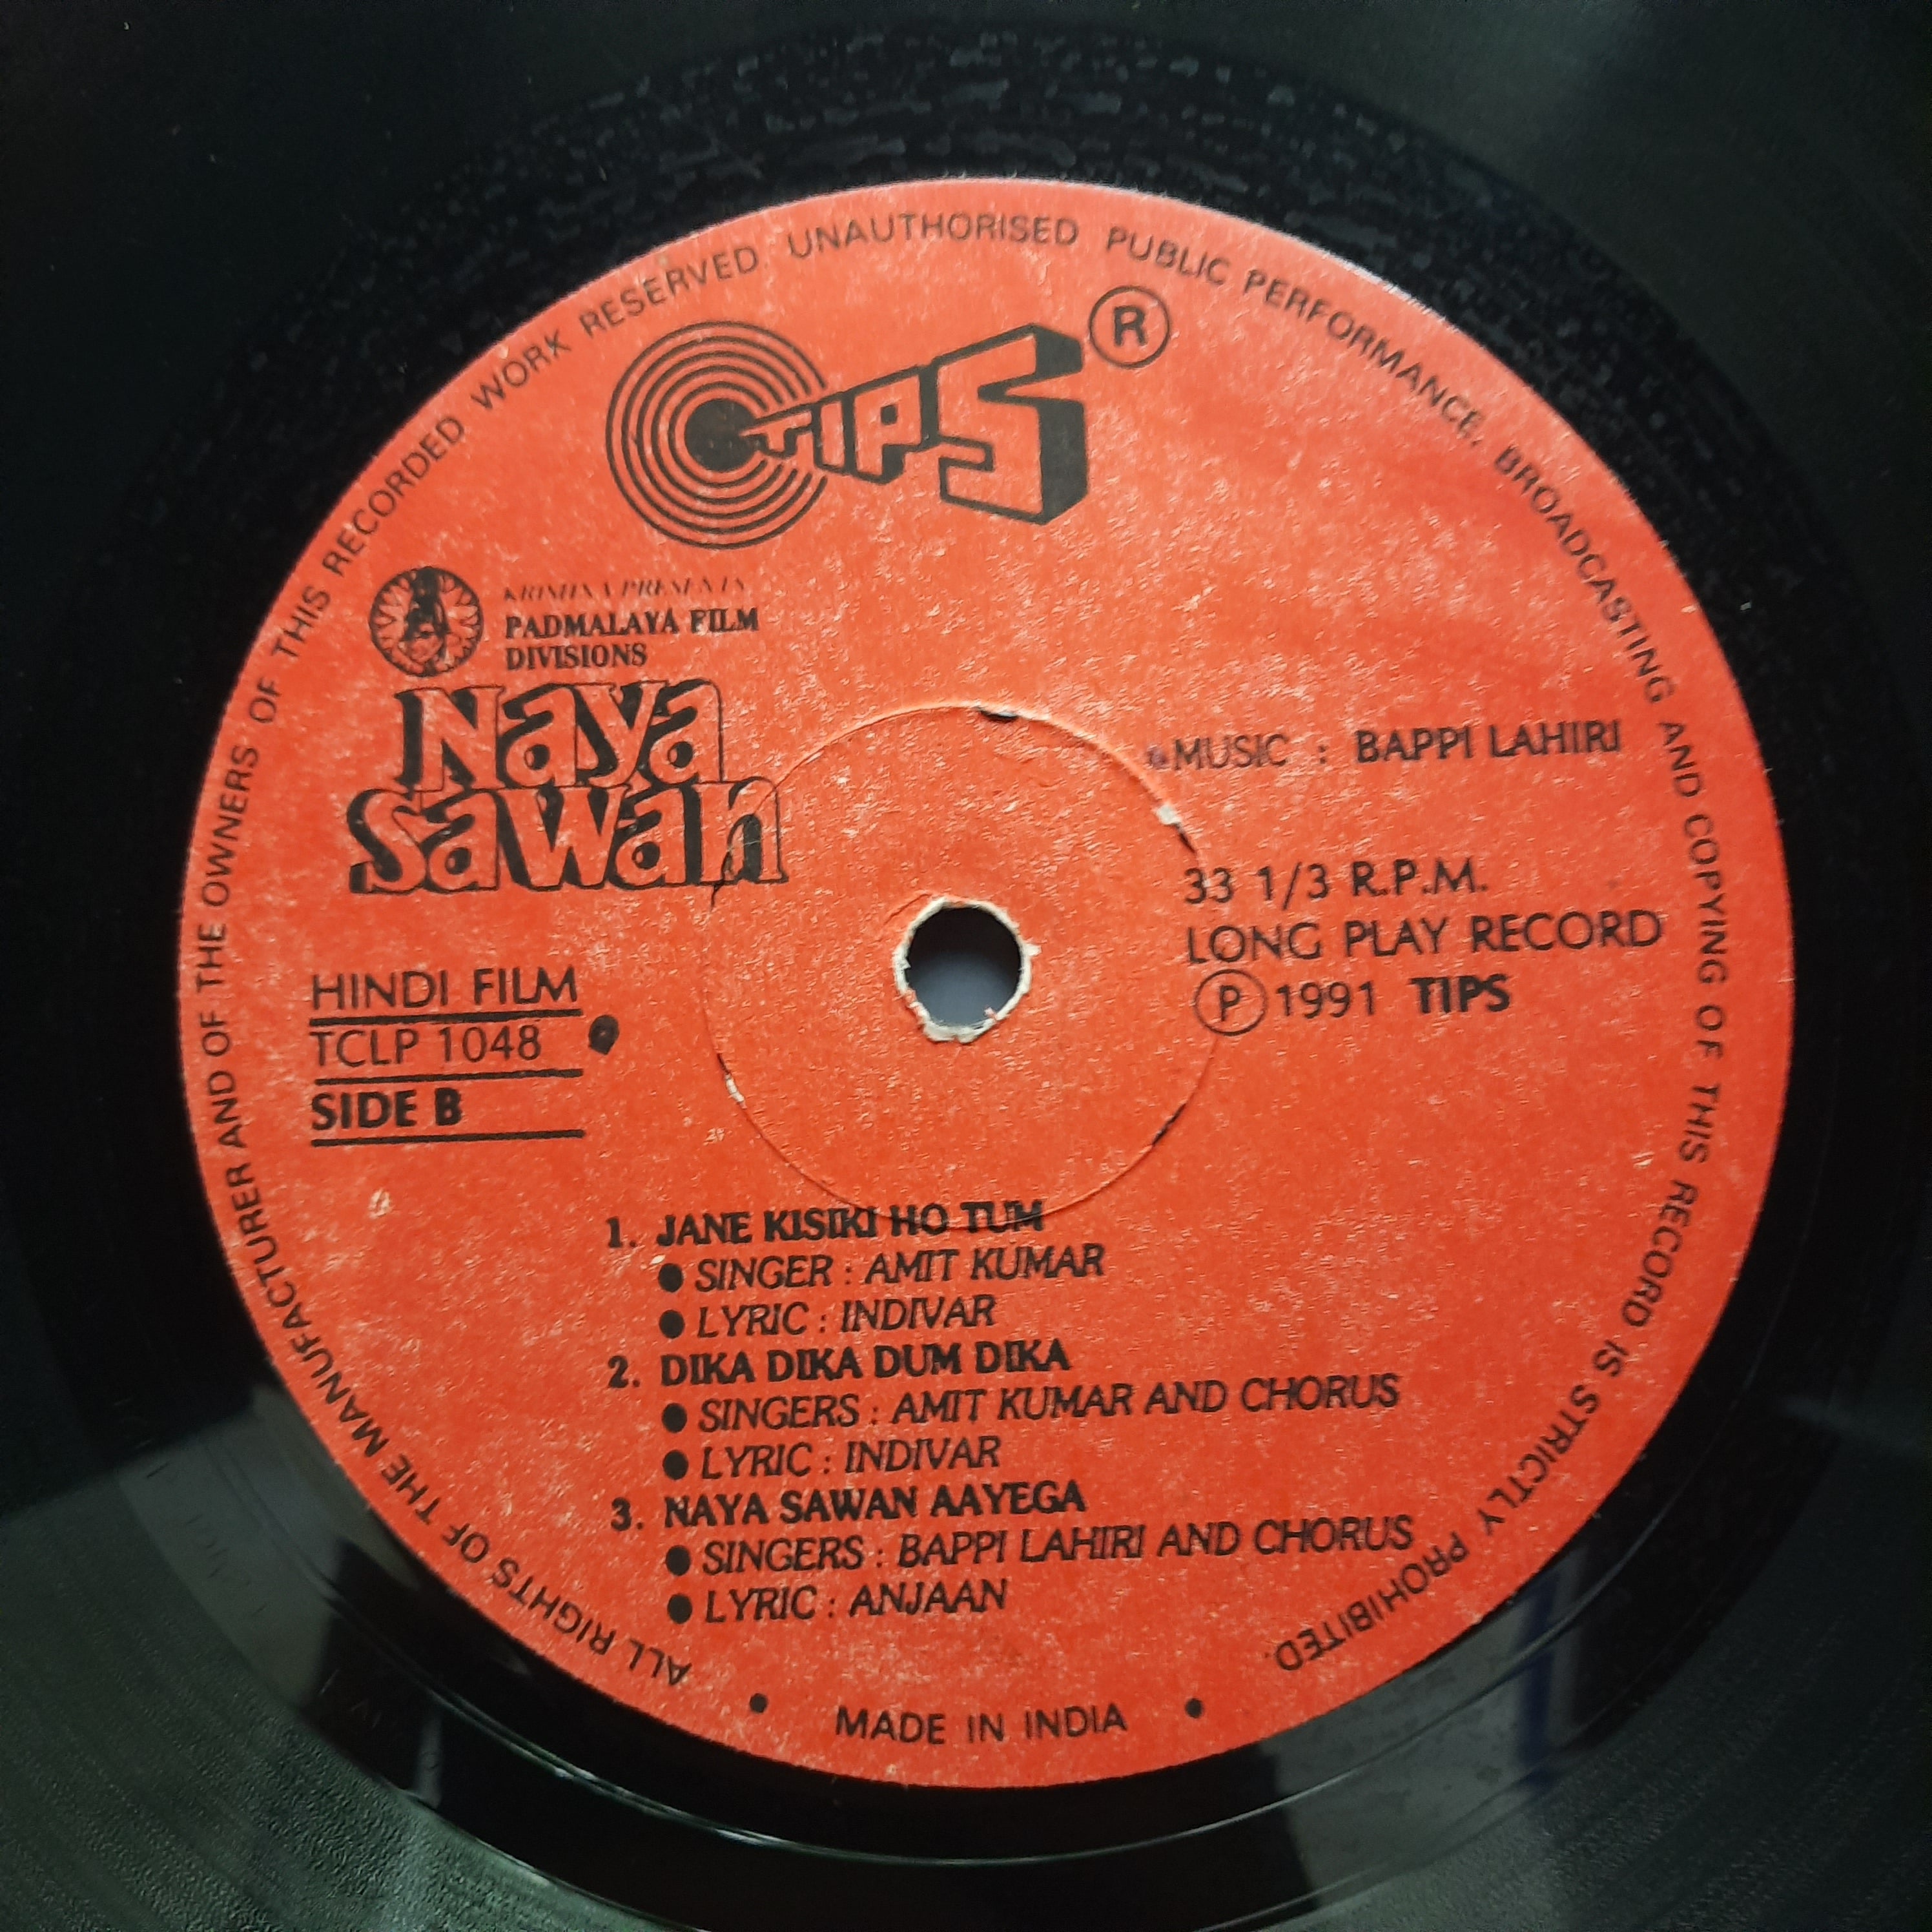 ALL RIGHTS OF THE MANUFACTURER AND OF THE OWNERS OF THIS RECORDED WORK RESERVED UNAUTHORISED PUBLIC PERFORMANCE, BROADCASTING AND COPYING OF THIS RECORD IS STRICTLY PROHIBITED.
TIPS ®
KRISHNA PRESENTS
PADMALAYA FILM
DIVISIONS
Naya
Sawan
MUSIC : BAPPI LAHIRI
33 1/3 R.P.M.
LONG PLAY RECORD
Ⓟ 1991 TIPS
HINDI FILM
TCLP 1048
SIDE B
1. JANE KISIKI HO TUM
● SINGER : AMIT KUMAR
● LYRIC : INDIVAR
2. DIKA DIKA DUM DIKA
● SINGERS : AMIT KUMAR AND CHORUS
● LYRIC : INDIVAR
3. NAYA SAWAN AAYEGA
● SINGERS : BAPPI LAHIRI AND CHORUS
● LYRIC : ANJAAN
• MADE IN INDIA •